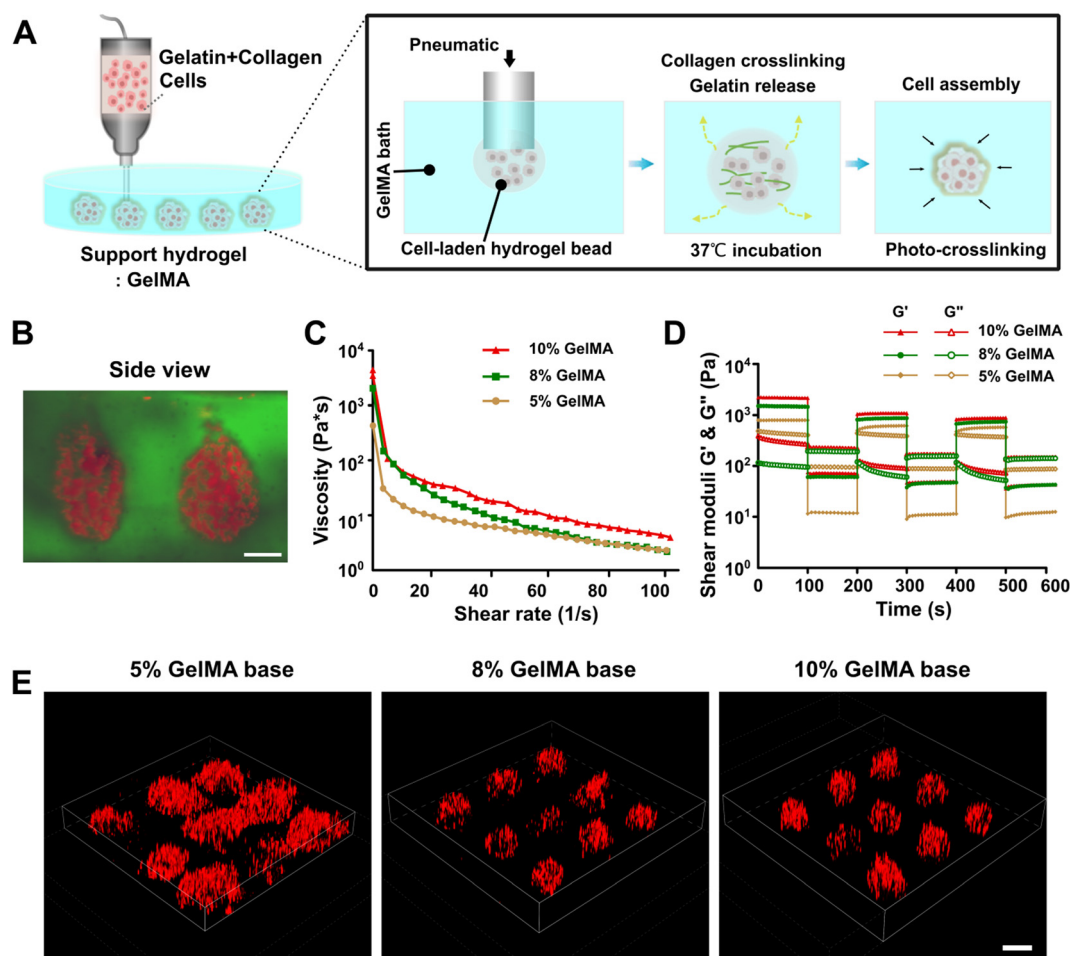 A
Gelatin+Collagen
Cells
Support hydrogel
: GelMA
Pneumatic
GelMA bath
Cell-laden hydrogel bead
Collagen crosslinking
Gelatin release
37℃ incubation
Cell assembly
Photo-crosslinking
B
Side view
C
10% GelMA
8% GelMA
5% GelMA
Viscosity (Pa*s)
10⁴
10³
10²
10¹
10⁰
0 20 40 60 80 100
Shear rate (1/s)
D
G' G"
10% GelMA
8% GelMA
5% GelMA
Shear moduli G' & G" (Pa)
10⁴
10³
10²
10¹
10⁰
0 100 200 300 400 500 600
Time (s)
E
5% GelMA base
8% GelMA base
10% GelMA base